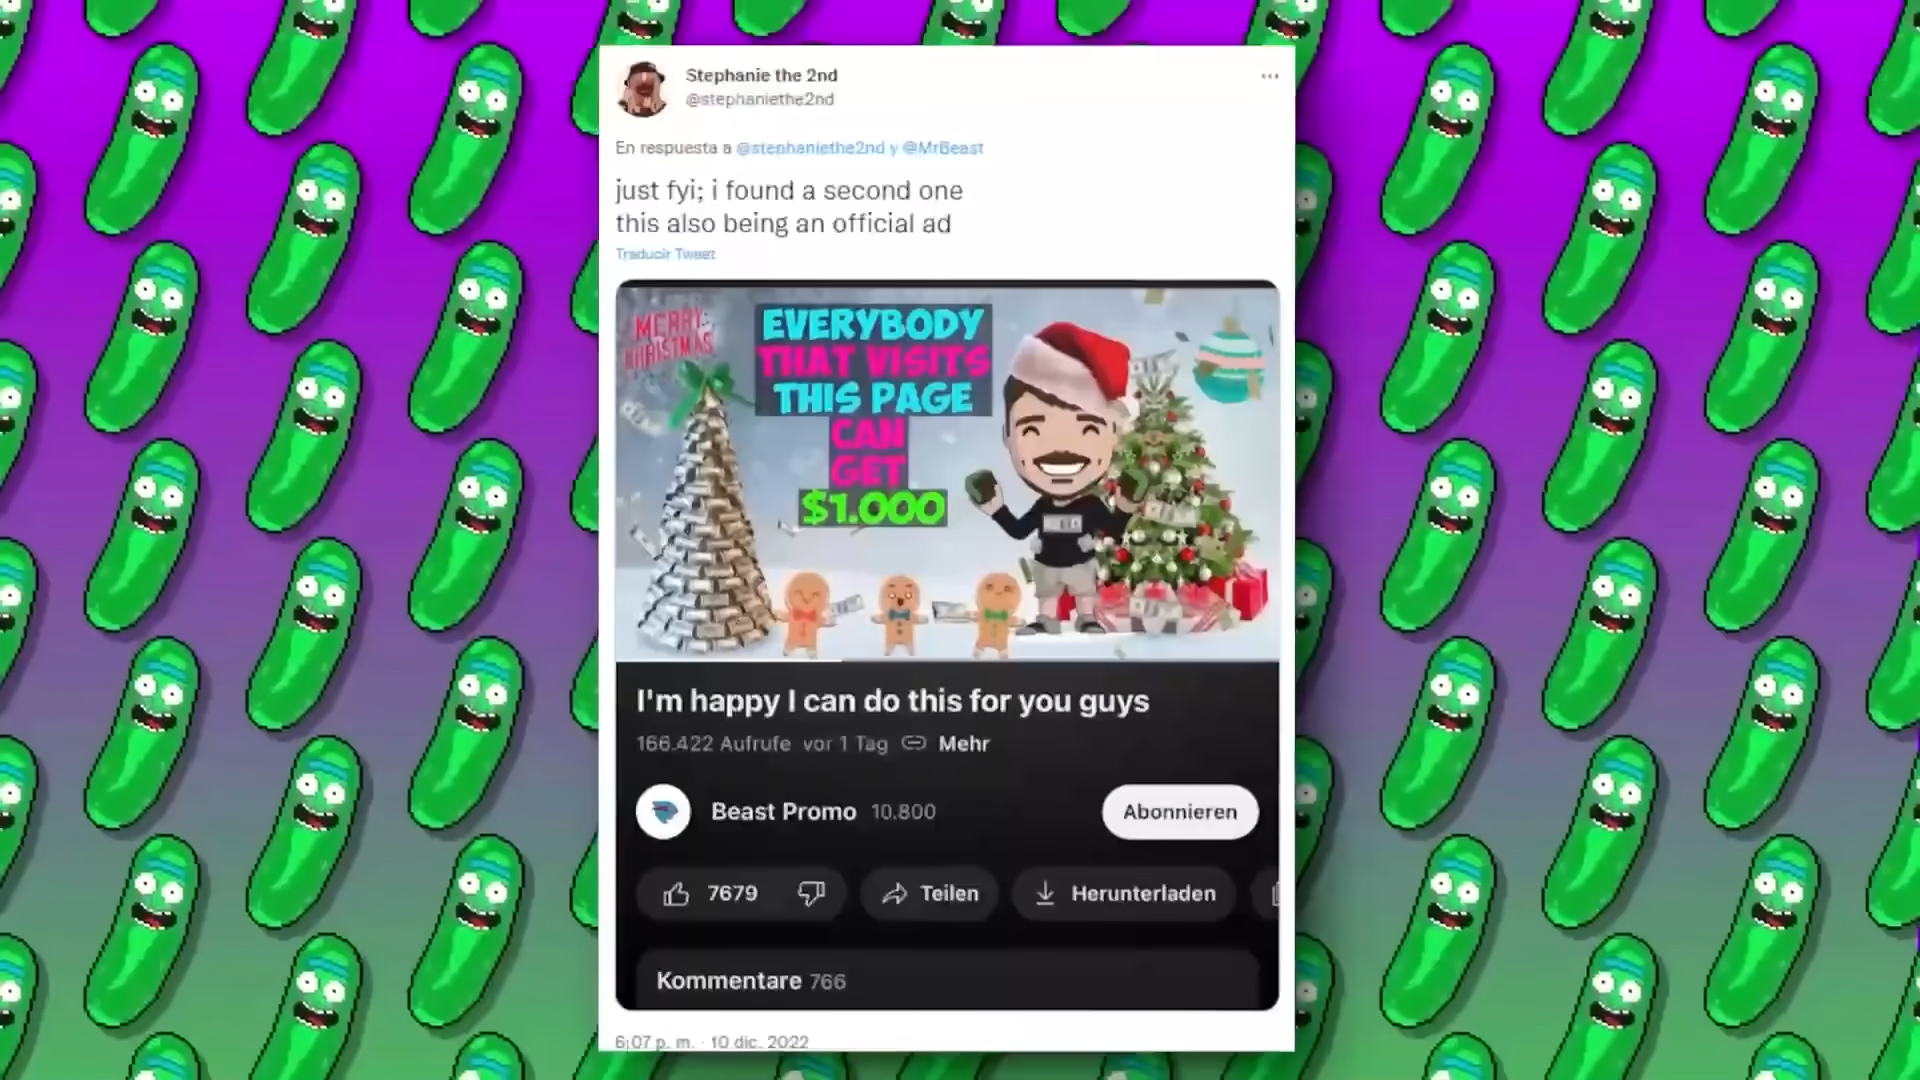 Stephanie the 2nd
@stephaniethe2nd
En respuesta a @stephaniethe2nd y @MrBeast
just fyi; i found a second one
this also being an official ad
Traducir Tweet
MERRY
CHRISTMAS
EVERYBODY
THAT VISITS
THIS PAGE
CAN
GET
$1.000
I'm happy I can do this for you guys
166.422 Aufrufe vor 1 Tag Mehr
Beast Promo 10.800
Abonnieren
7679
Teilen
Herunterladen
Kommentare 766
6:07 p. m. · 10 dic. 2022